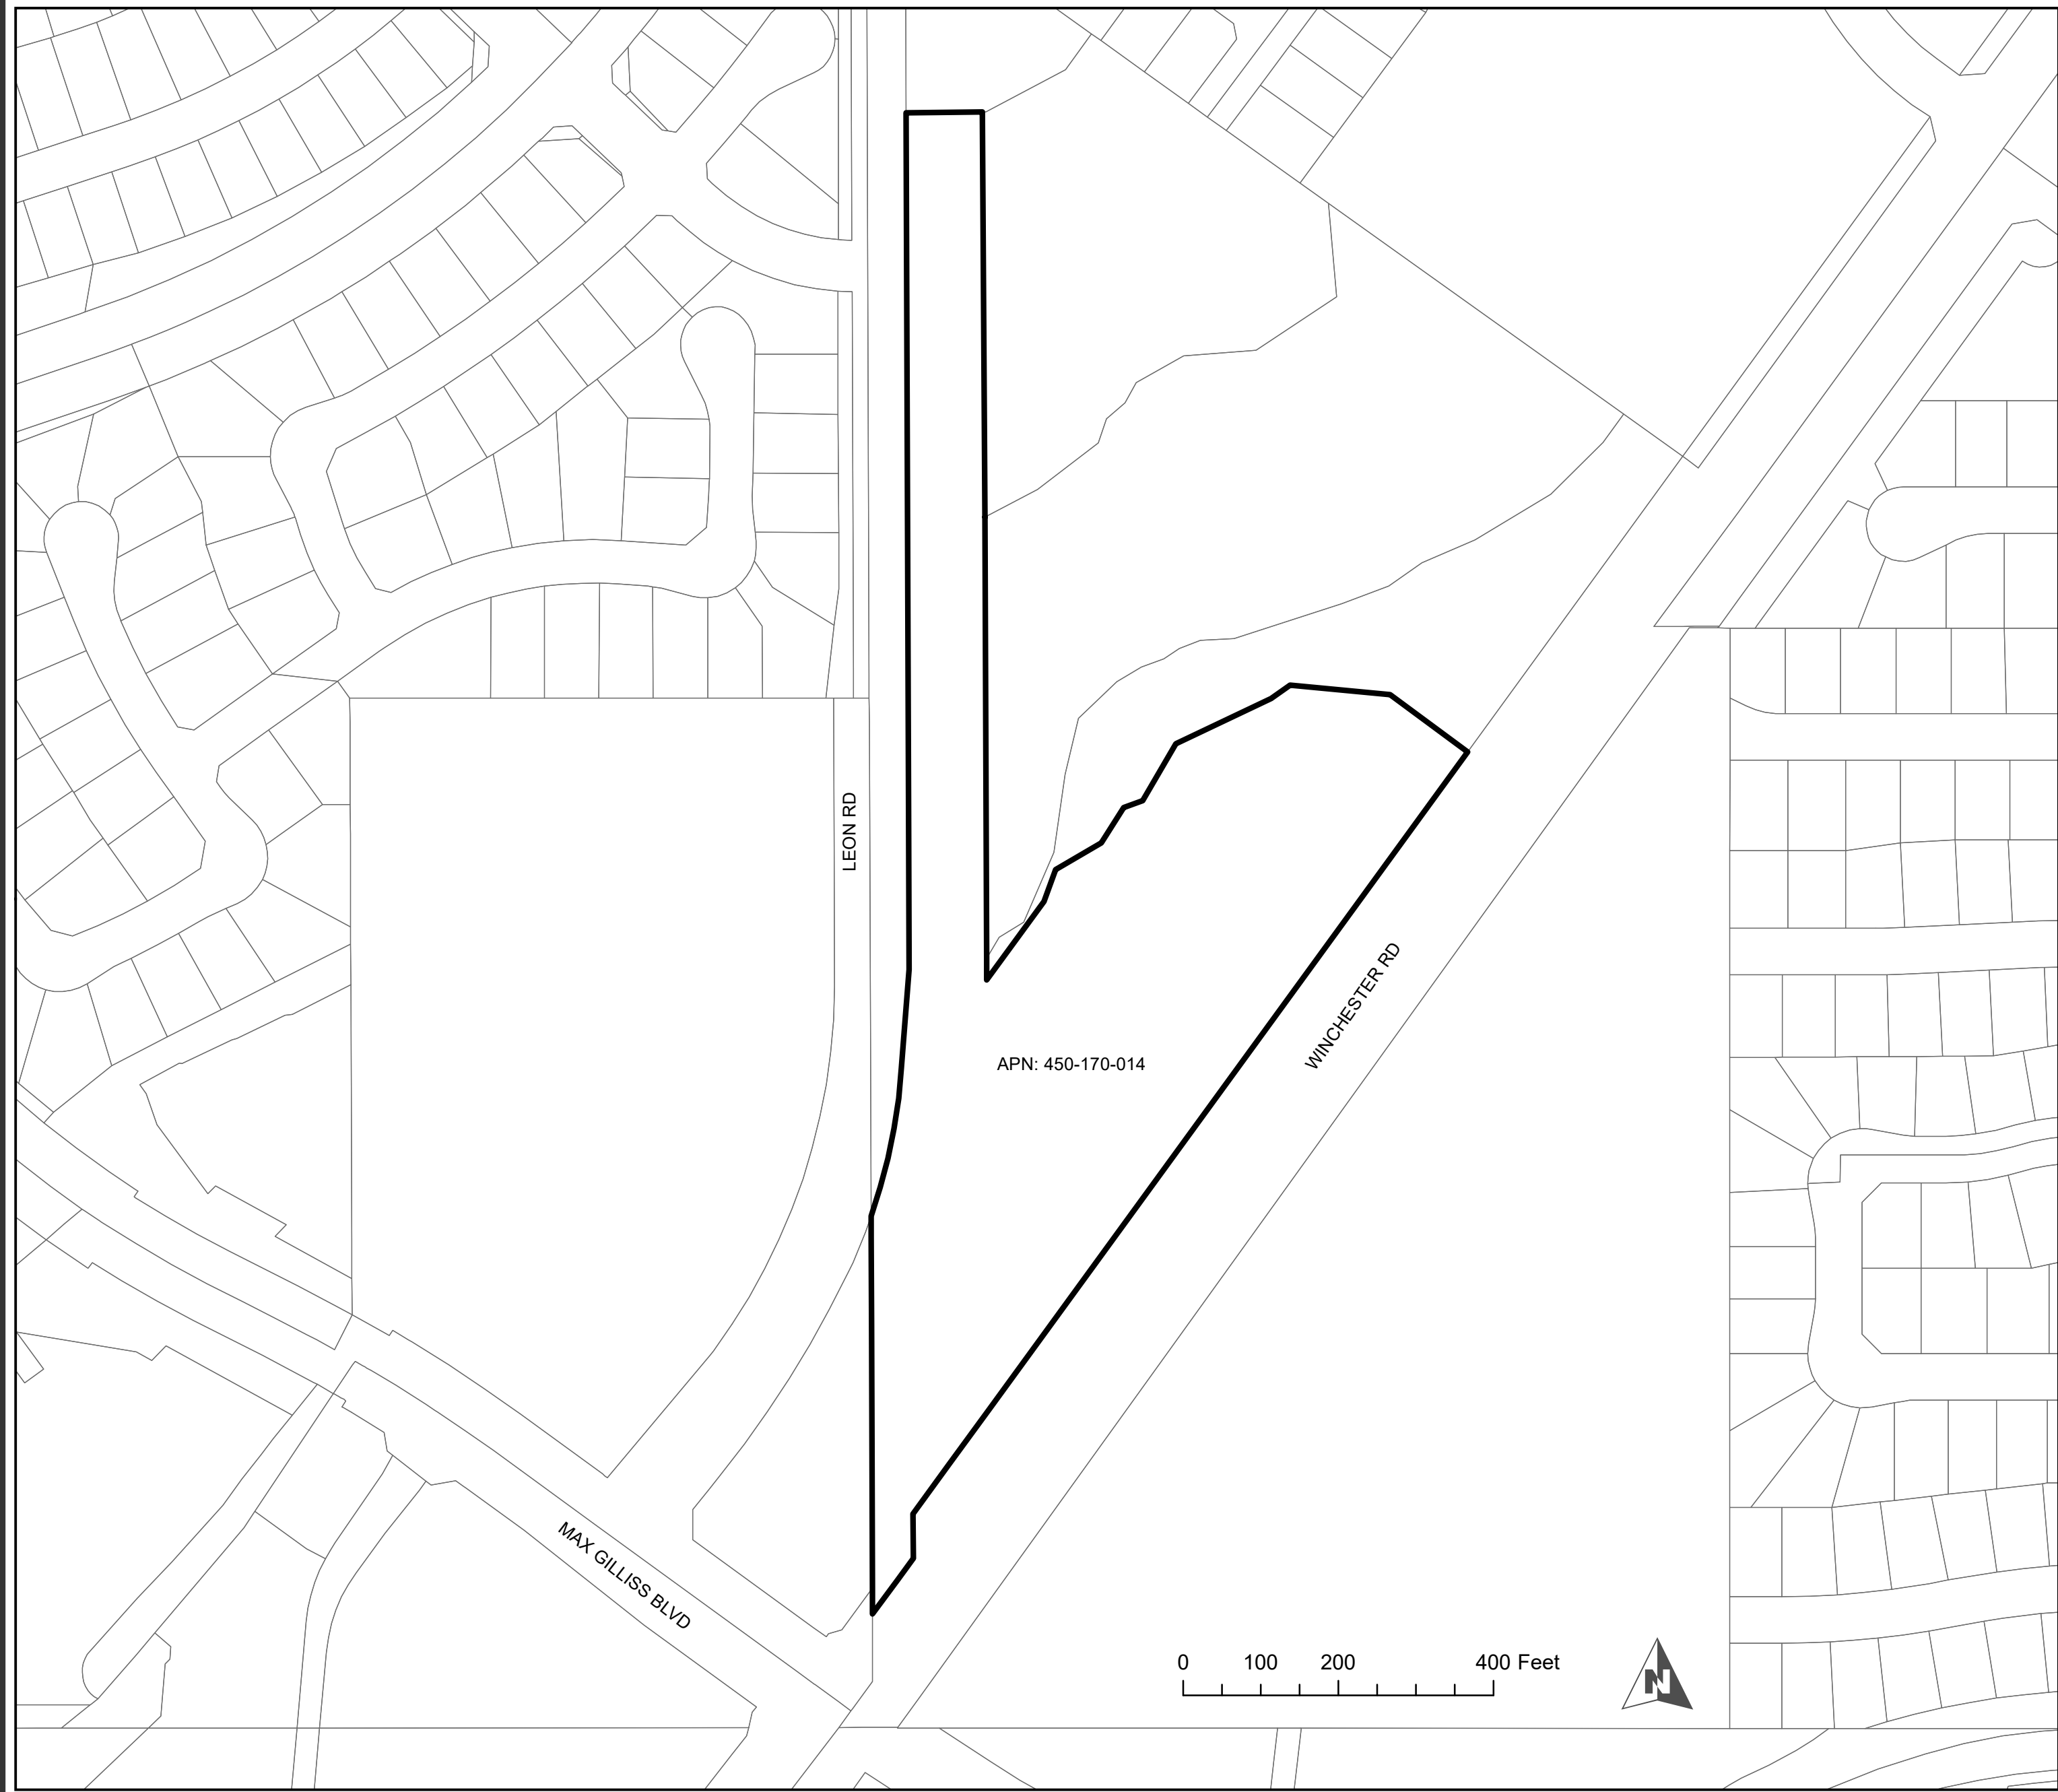 LEON RD
WINCHESTER RD
APN: 450-170-014
MAX GILLISS BLVD
0 100 200 400 Feet
N